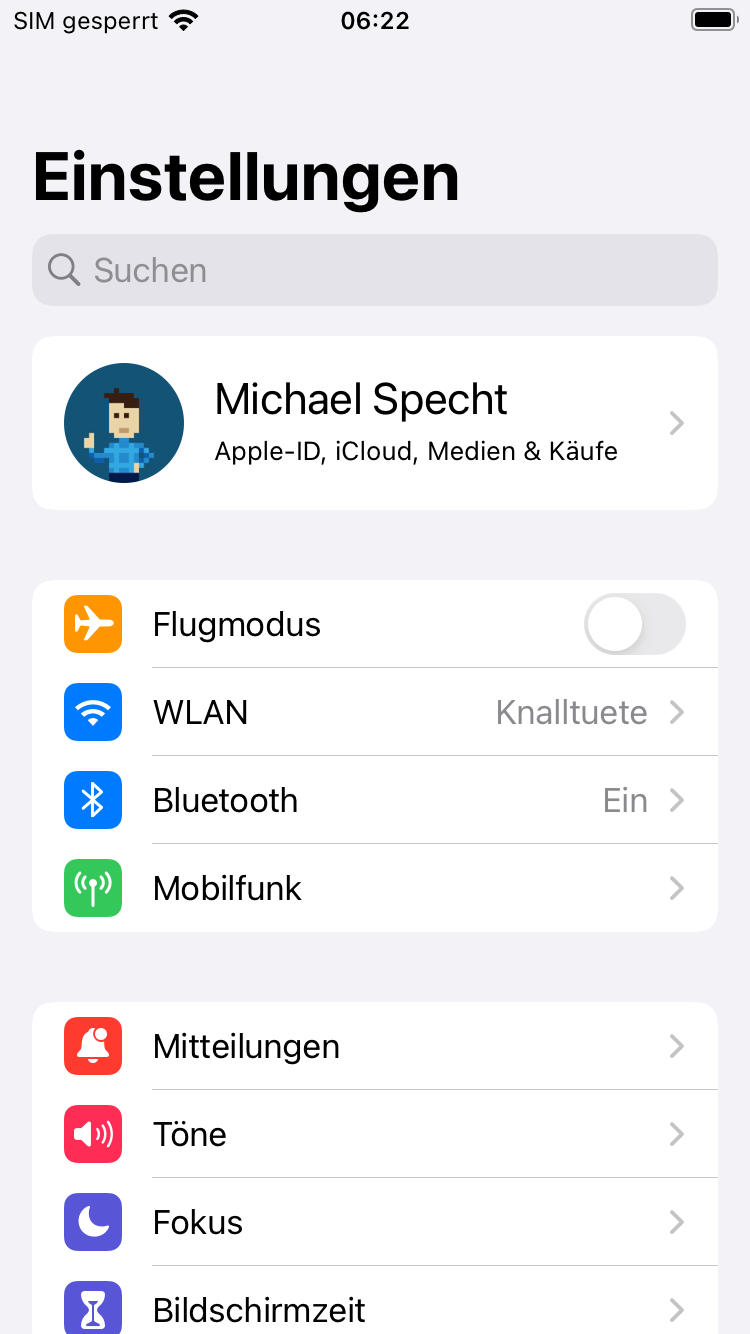 SIM gesperrt 06:22
Einstellungen
Suchen
Michael Specht
Apple-ID, iCloud, Medien & Käufe
Flugmodus
WLAN Knalltuete
Bluetooth Ein
Mobilfunk
Mitteilungen
Töne
Fokus
Bildschirmzeit